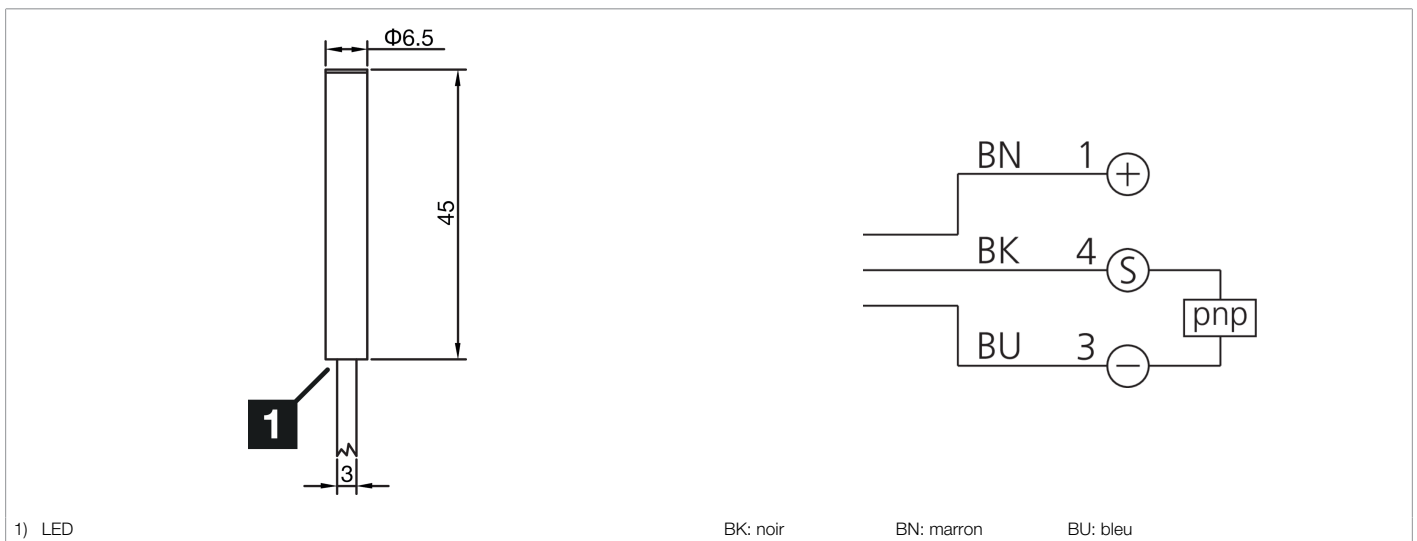 Φ6.5
45
1
3
BN 1
+
BK 4
S
pnp
BU 3
−
1) LED
BK: noir BN: marron BU: bleu